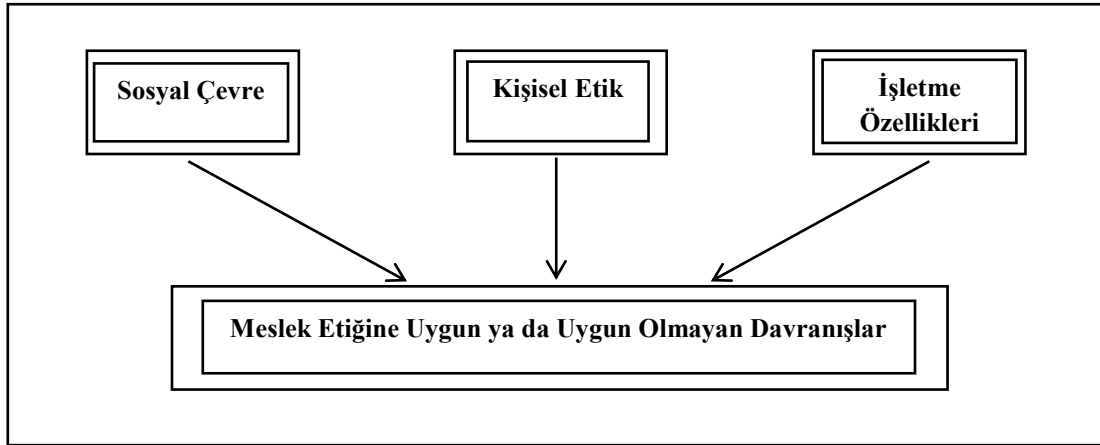 Sosyal Çevre
Kişisel Etik
İşletme
Özellikleri
Meslek Etiğine Uygun ya da Uygun Olmayan Davranışlar